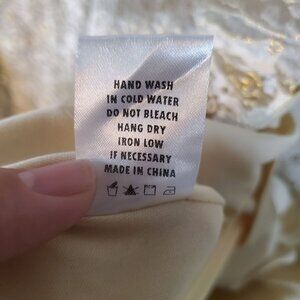 HAND WASH
IN COLD WATER
DO NOT BLEACH
HANG DRY
IRON LOW
IF NECESSARY
MADE IN CHINA